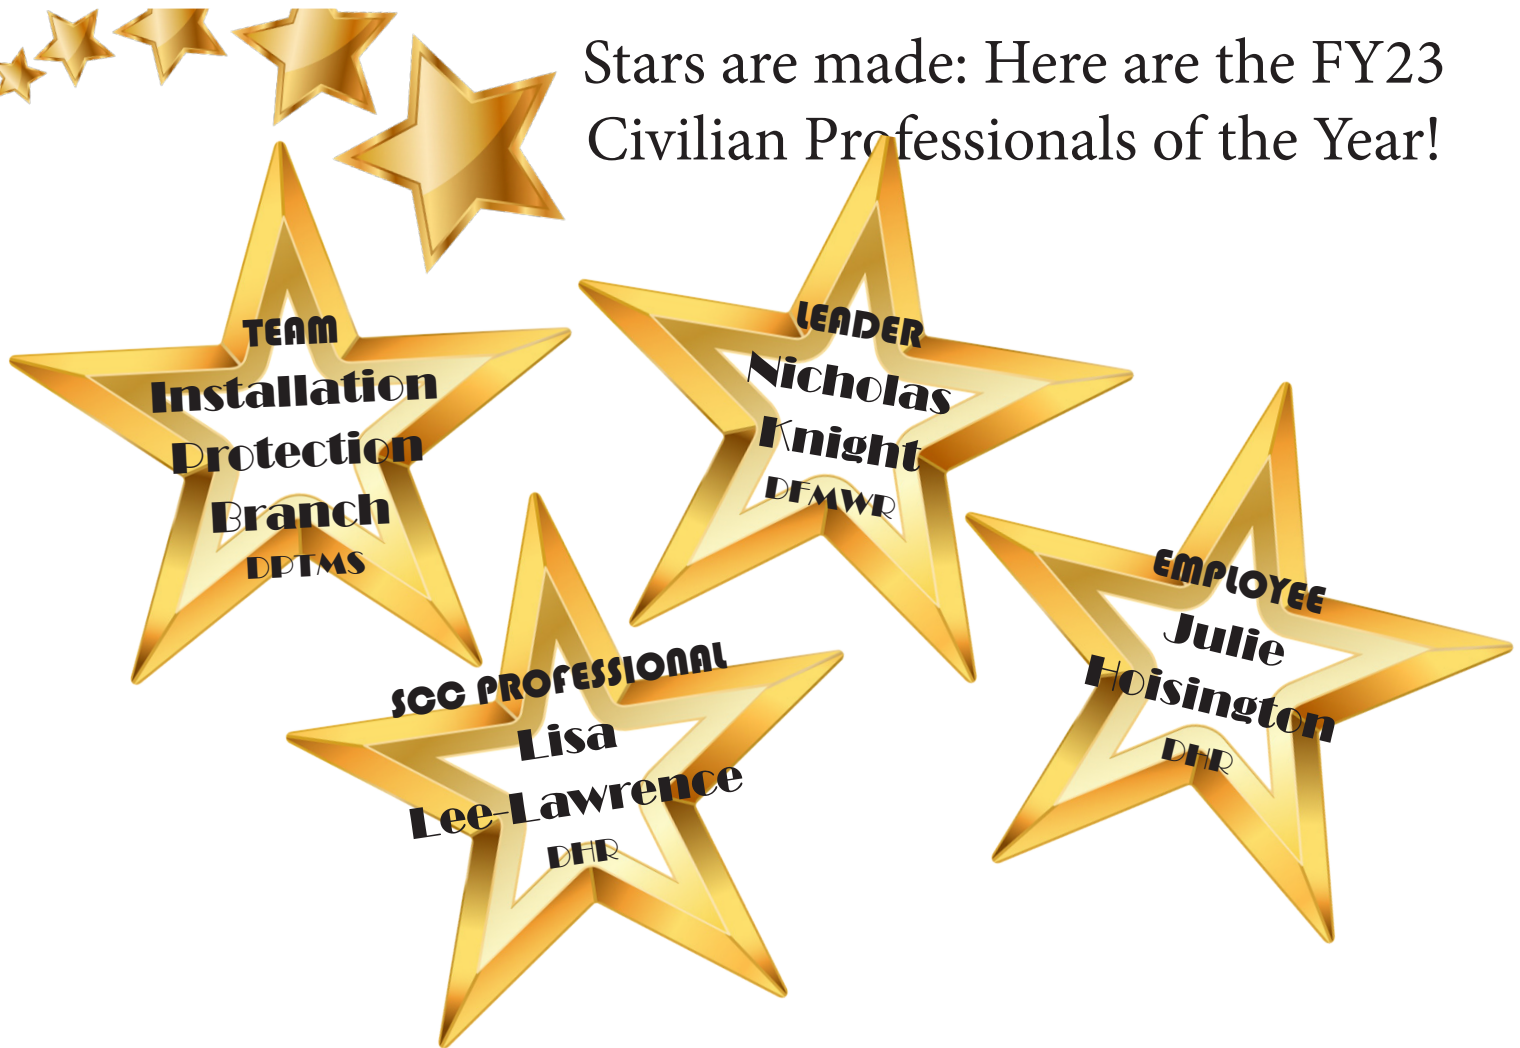 Stars are made: Here are the FY23
Civilian Professionals of the Year!
TEAM
Installation
Protection
Branch
DPTMS
LEADER
Nicholas
Knight
DFMWR
SCC PROFESSIONAL
Lisa
Lee-Lawrence
DHR
EMPLOYEE
Julie
Hoisington
DHR